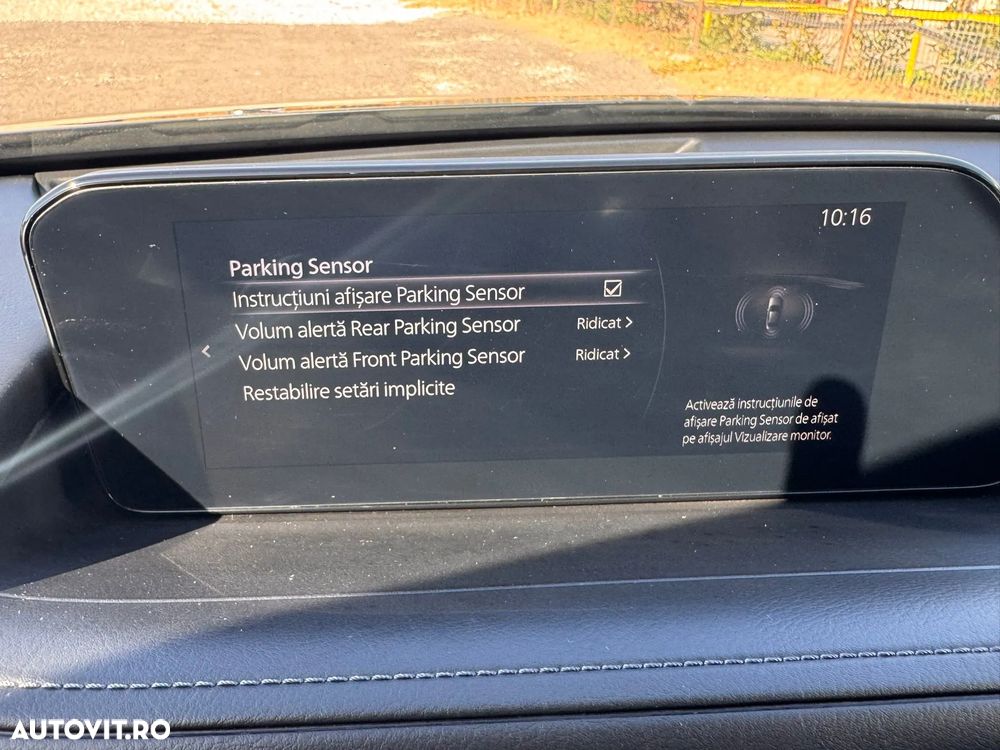 10:16
Parking Sensor
Instrucțiuni afișare Parking Sensor
Volum alertă Rear Parking Sensor Ridicat >
Volum alertă Front Parking Sensor Ridicat >
Restabilire setări implicite
Activează instrucțiunile de
afișare Parking Sensor de afișat
pe afișajul Vizualizare monitor.
AUTOVIT.RO